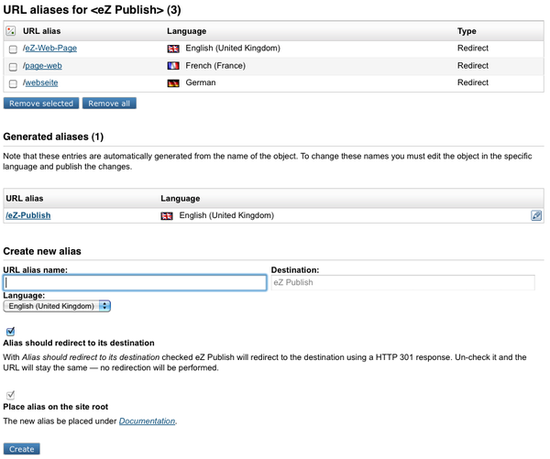 URL aliases for <eZ Publish> (3)
URL alias Language Type
/eZ-Web-Page English (United Kingdom) Redirect
/page-web French (France) Redirect
/webseite German Redirect
Remove selected Remove all
Generated aliases (1)
Note that these entries are automatically generated from the name of the object. To change these names you must edit the object in the specific
language and publish the changes.
URL alias Language
/eZ-Publish English (United Kingdom)
Create new alias
URL alias name: Destination:
eZ Publish
Language:
English (United Kingdom)
Alias should redirect to its destination
With Alias should redirect to its destination checked eZ Publish will redirect to the destination using a HTTP 301 response. Un-check it and the
URL will stay the same — no redirection will be performed.
Place alias on the site root
The new alias be placed under Documentation.
Create